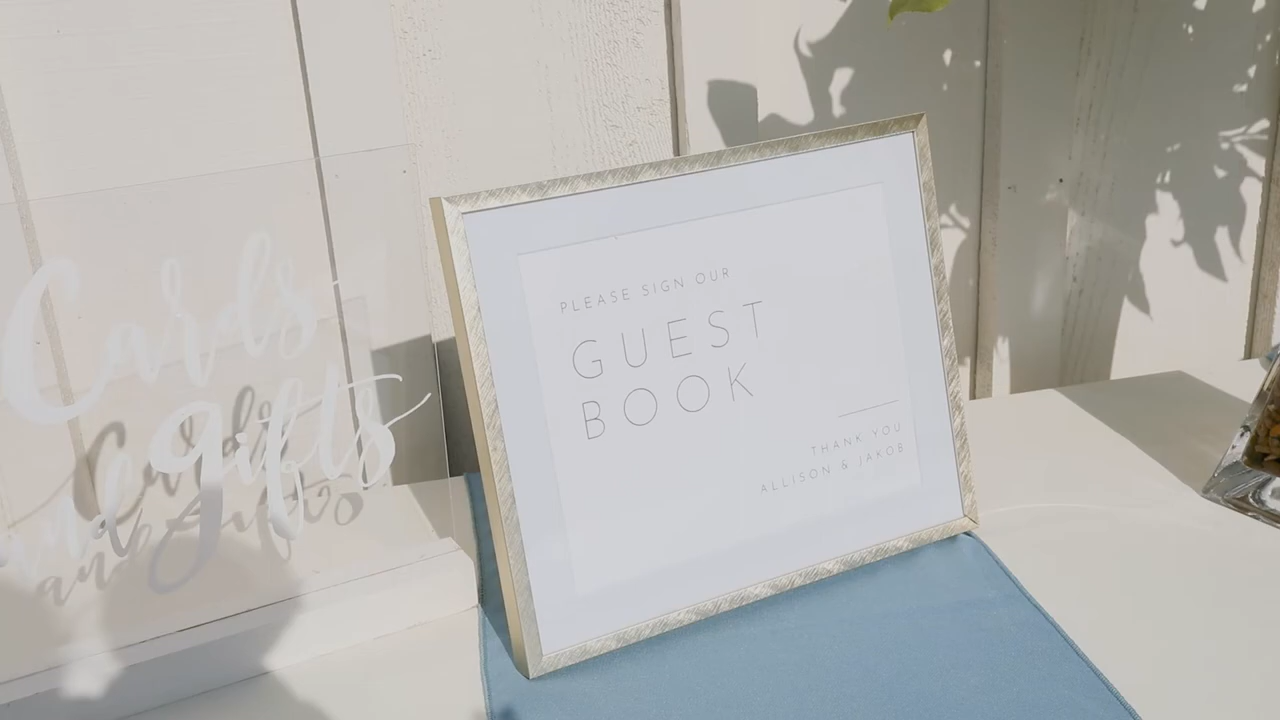 Cards
and gifts
PLEASE SIGN OUR
GUEST
BOOK
THANK YOU
ALLISON & JAKOB